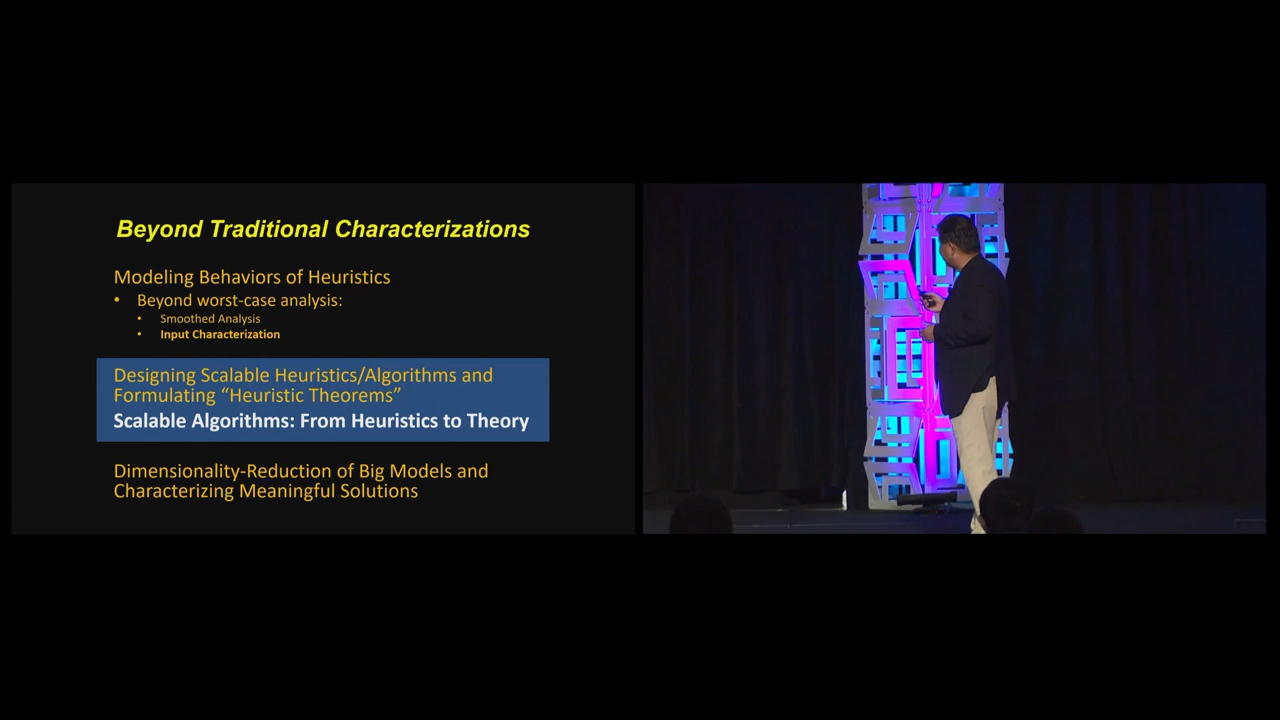 Beyond Traditional Characterizations
Modeling Behaviors of Heuristics
• Beyond worst-case analysis:
• Smoothed Analysis
• Input Characterization
Designing Scalable Heuristics/Algorithms and
Formulating “Heuristic Theorems”
Scalable Algorithms: From Heuristics to Theory
Dimensionality-Reduction of Big Models and
Characterizing Meaningful Solutions